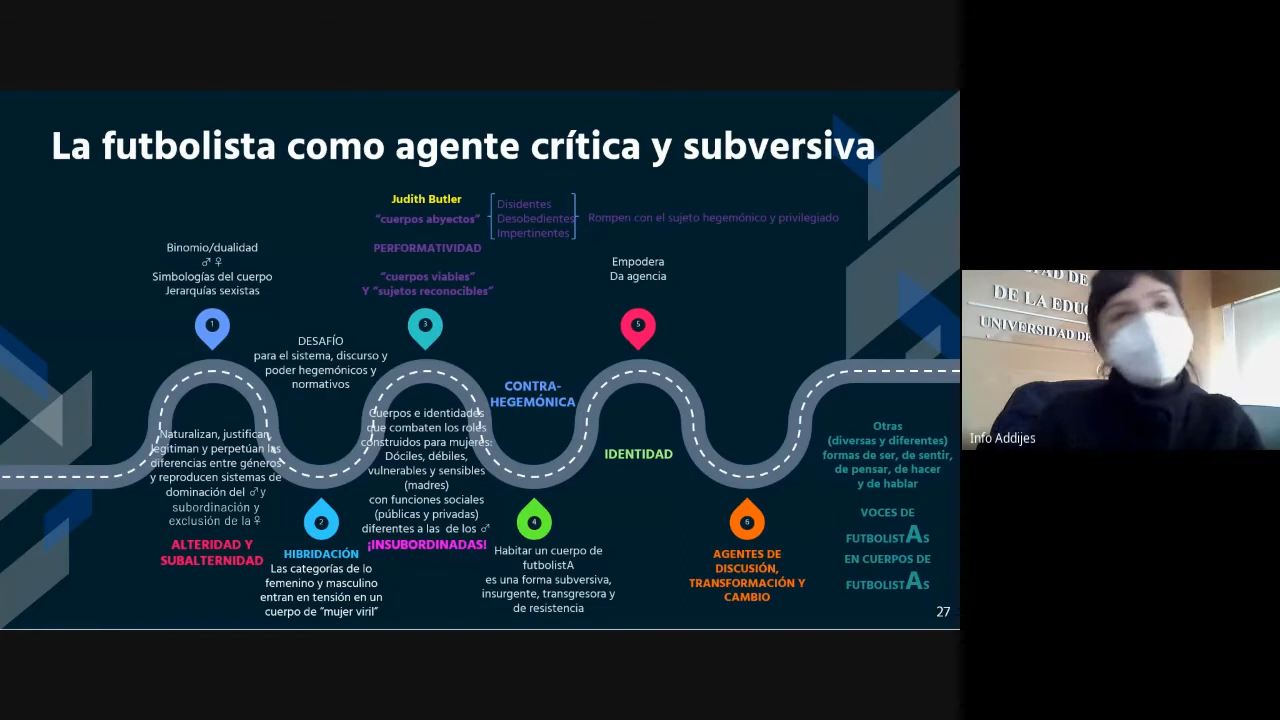 La futbolista como agente crítica y subversiva
Judith Butler
“cuerpos abyectos”
Disidentes
Desobedientes
Impertinentes
Rompen con el sujeto hegemónico y privilegiado
PERFORMATIVIDAD
“cuerpos viables”
Y “sujetos reconocibles”
Binomio/dualidad
♂♀
Simbologías del cuerpo
Jerarquías sexistas
Empodera
Da agencia
1
3
5
DESAFÍO
para el sistema, discurso y
poder hegemónicos y
normativos
CONTRA-
HEGEMÓNICA
Naturalizan, justifican,
legitiman y perpetúan las
diferencias entre géneros
y reproducen sistemas de
dominación del ♂ y
subordinación y
exclusión de la ♀
ALTERIDAD Y
SUBALTERNIDAD
Cuerpos e identidades
que combaten los roles
construidos para mujeres:
Dóciles, débiles,
vulnerables y sensibles
(madres)
con funciones sociales
(públicas y privadas)
diferentes a las de los ♂
¡INSUBORDINADAS!
IDENTIDAD
2
HIBRIDACIÓN
Las categorías de lo
femenino y masculino
entran en tensión en un
cuerpo de “mujer viril”
4
Habitar un cuerpo de
futbolistA
es una forma subversiva,
insurgente, transgresora y
de resistencia
6
AGENTES DE
DISCUSIÓN,
TRANSFORMACIÓN Y
CAMBIO
Otras
(diversas y diferentes)
formas de ser, de sentir,
de pensar, de hacer
y de hablar
VOCES DE
FUTBOLISTAS
EN CUERPOS DE
FUTBOLISTAS
27
DE LA EDUC
UNIVERSIDAD DE
Info Addijes